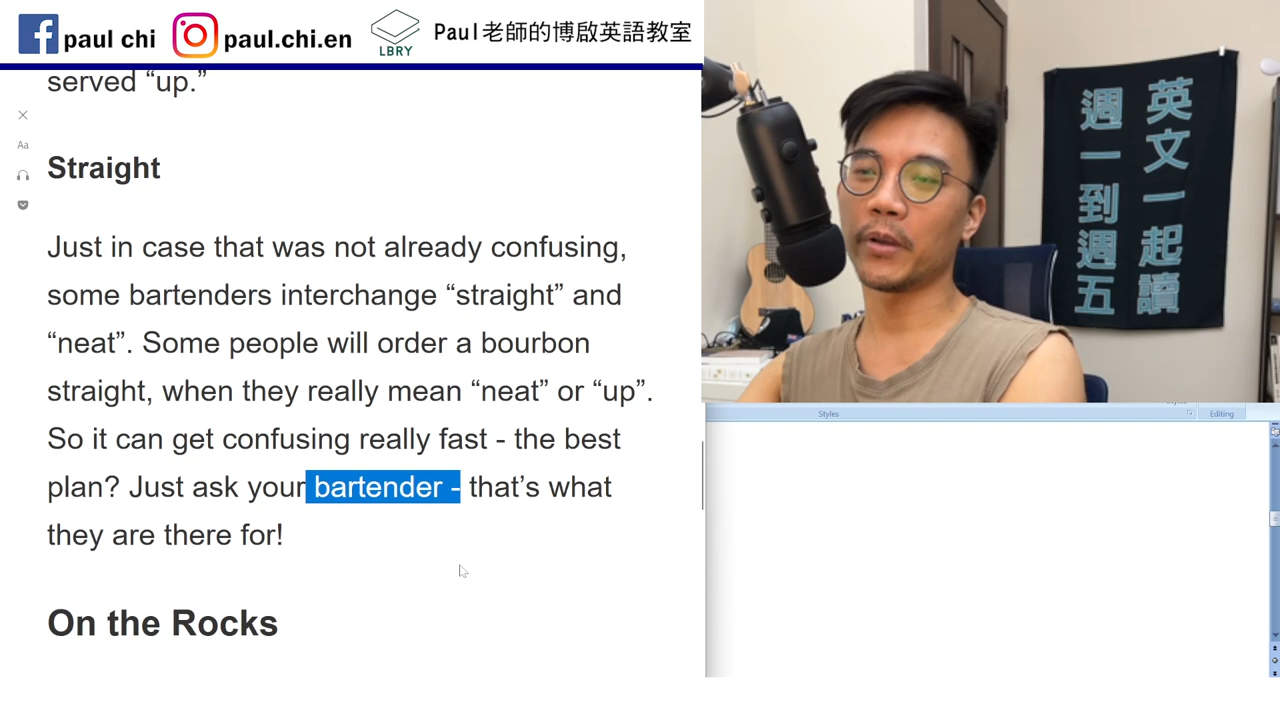 paul chi
paul.chi.en
LBRY
Paul老師的博啟英語教室
served “up.”
Aa
Straight
Just in case that was not already confusing,
some bartenders interchange “straight” and
“neat”. Some people will order a bourbon
straight, when they really mean “neat” or “up”.
So it can get confusing really fast - the best
plan? Just ask your bartender - that’s what
they are there for!
On the Rocks
英文一起讀
週一到週五
Styles
Editing